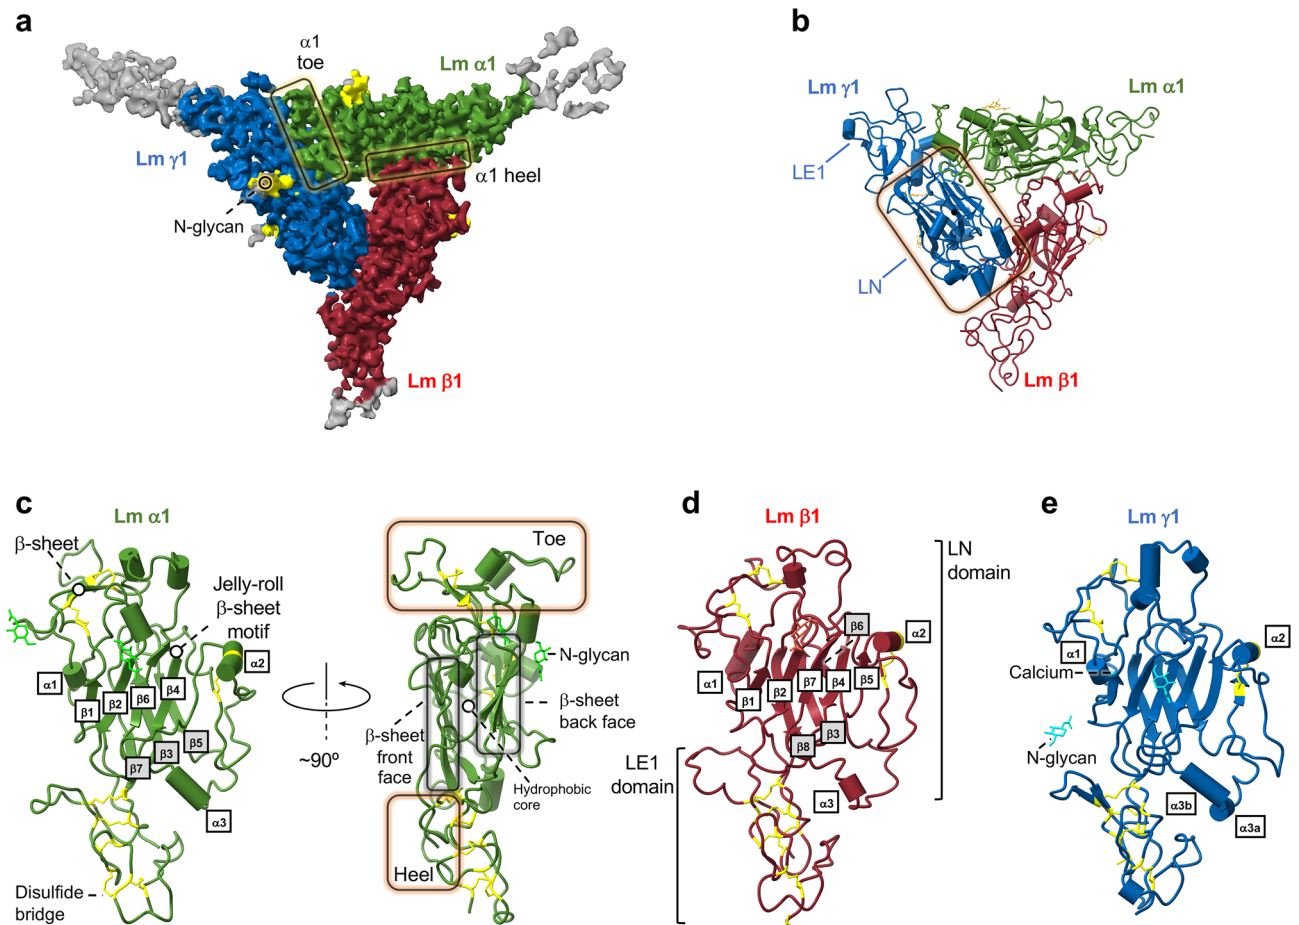 a
α1
toe
Lm α1
Lm γ1
α1 heel
N-glycan
Lm β1
b
Lm γ1
Lm α1
LE1
LN
Lm β1
c
Lm α1
β-sheet
Jelly-roll
β-sheet
motif
α1
α2
β1
β2
β6
β4
β5
β3
β7
α3
Disulfide
bridge
~90º
Toe
N-glycan
β-sheet
back face
β-sheet
front
face
Hydrophobic
core
Heel
d
Lm β1
LN
domain
β6
α2
α1
β1
β2
β7
β4
β5
β3
β8
LE1
domain
α3
e
Lm γ1
α1
α2
Calcium
N-glycan
α3b
α3a